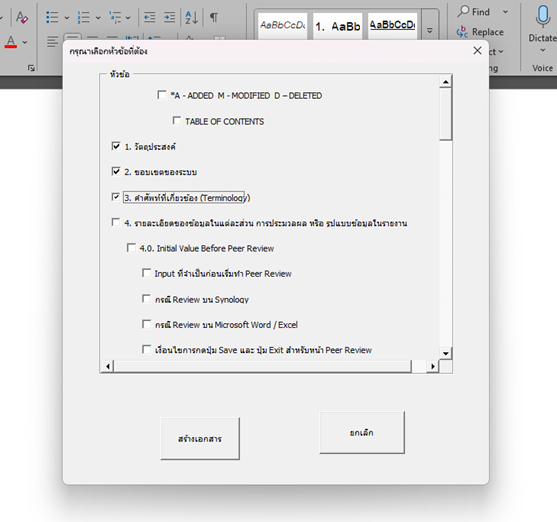 Find
AaBbCcDc
1. AaBb
AaBbCcDc
Replace
Dictate
Voice
กรุณาเลือกหัวข้อที่ต้อง
หัวข้อ
*A - ADDED M - MODIFIED D – DELETED
TABLE OF CONTENTS
1. วัตถุประสงค์
2. ขอบเขตของระบบ
3. คำศัพท์ที่เกี่ยวข้อง (Terminology)
4. รายละเอียดของข้อมูลในแต่ละส่วน การประมวลผล หรือ รูปแบบข้อมูลในรายงาน
4.0. Initial Value Before Peer Review
Input ที่จำเป็นก่อนเริ่มทำ Peer Review
กรณี Review บน Synology
กรณี Review บน Microsoft Word / Excel
เงื่อนไขการกดปุ่ม Save และ ปุ่ม Exit สำหรับหน้า Peer Review
สร้างเอกสาร
ยกเลิก